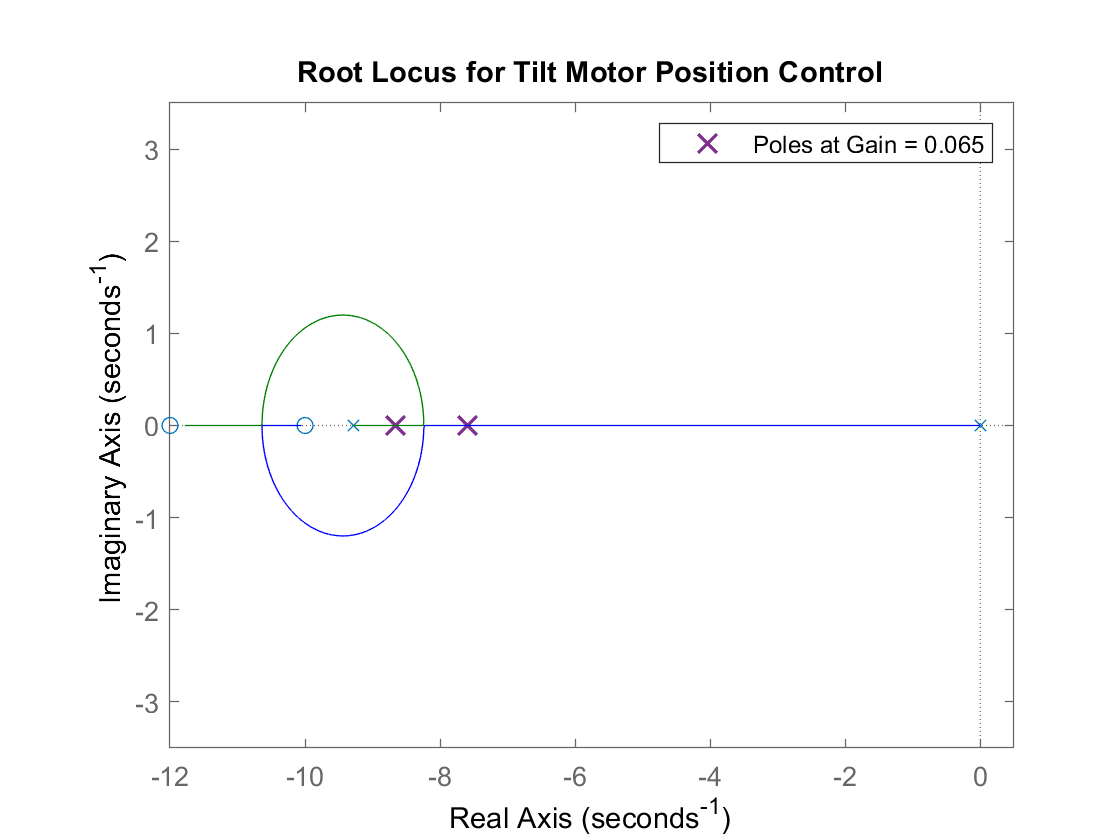 Root Locus for Tilt Motor Position Control
Poles at Gain = 0.065
3
2
1
0
-1
-2
-3
Imaginary Axis (seconds⁻¹)
-12 -10 -8 -6 -4 -2 0
Real Axis (seconds⁻¹)